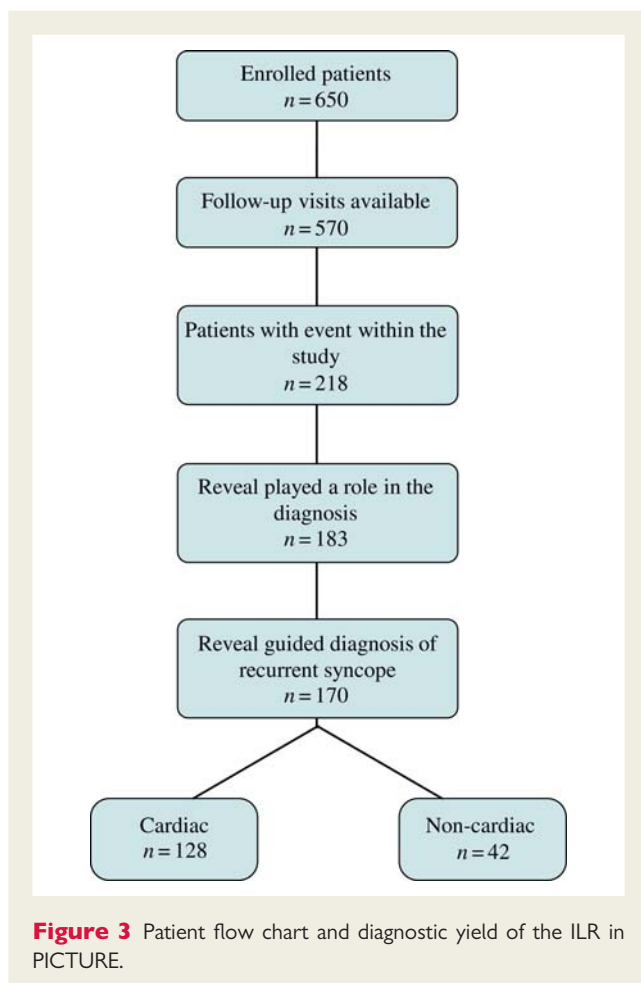 Enrolled patients
n = 650
Follow-up visits available
n = 570
Patients with event within the
study
n = 218
Reveal played a role in the
diagnosis
n = 183
Reveal guided diagnosis of
recurrent syncope
n = 170
Cardiac
n = 128
Non-cardiac
n = 42
Figure 3 Patient flow chart and diagnostic yield of the ILR in
PICTURE.